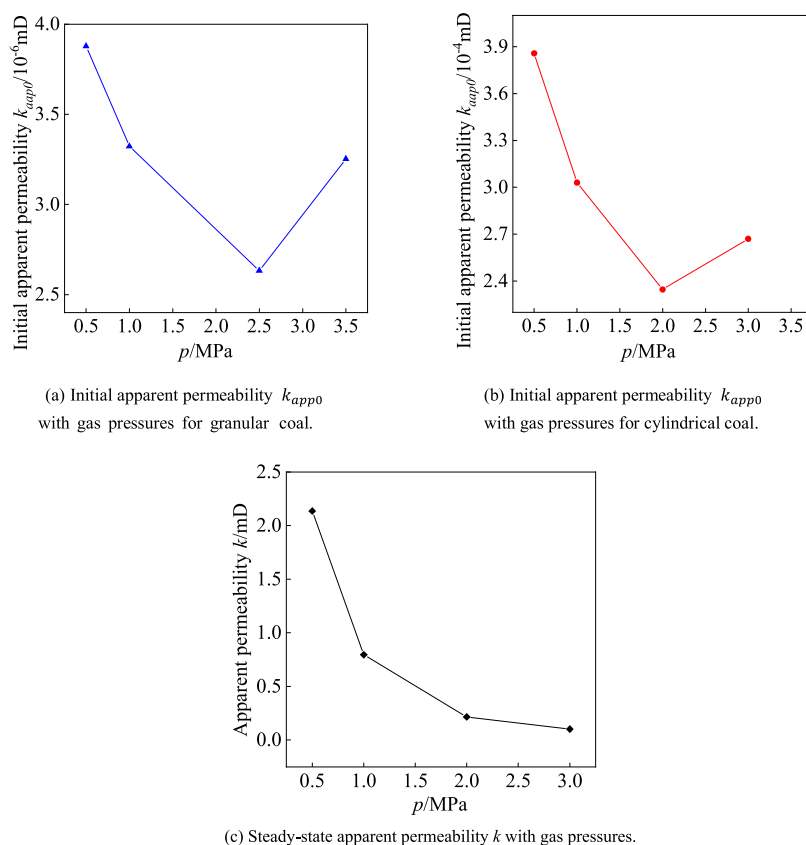 4.0
3.5
3.0
2.5
0.5 1.0 1.5 2.0 2.5 3.0 3.5
p/MPa
Initial apparent permeability k_aap0/10⁻⁶mD
(a) Initial apparent permeability k_app0
with gas pressures for granular coal.
3.9
3.6
3.3
3.0
2.7
2.4
0.5 1.0 1.5 2.0 2.5 3.0 3.5
p/MPa
Initial apparent permeability k_aap0/10⁻⁴mD
(b) Initial apparent permeability k_app0
with gas pressures for cylindrical coal.
2.5
2.0
1.5
1.0
0.5
0.0
0.5 1.0 1.5 2.0 2.5 3.0
p/MPa
Apparent permeability k/mD
(c) Steady-state apparent permeability k with gas pressures.